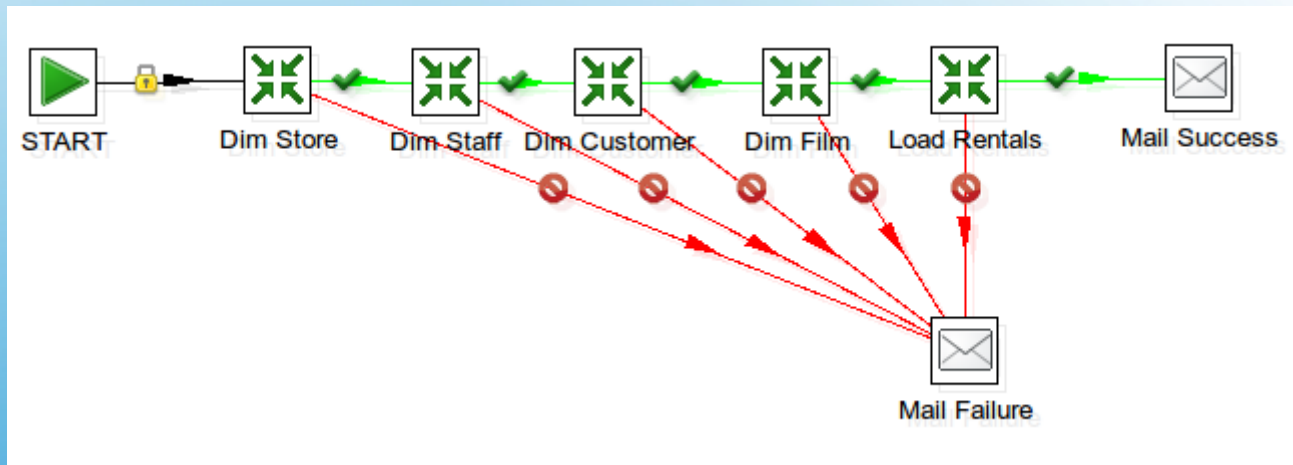 START
Dim Store
Dim Staff
Dim Customer
Dim Film
Load Rentals
Mail Success
Mail Failure